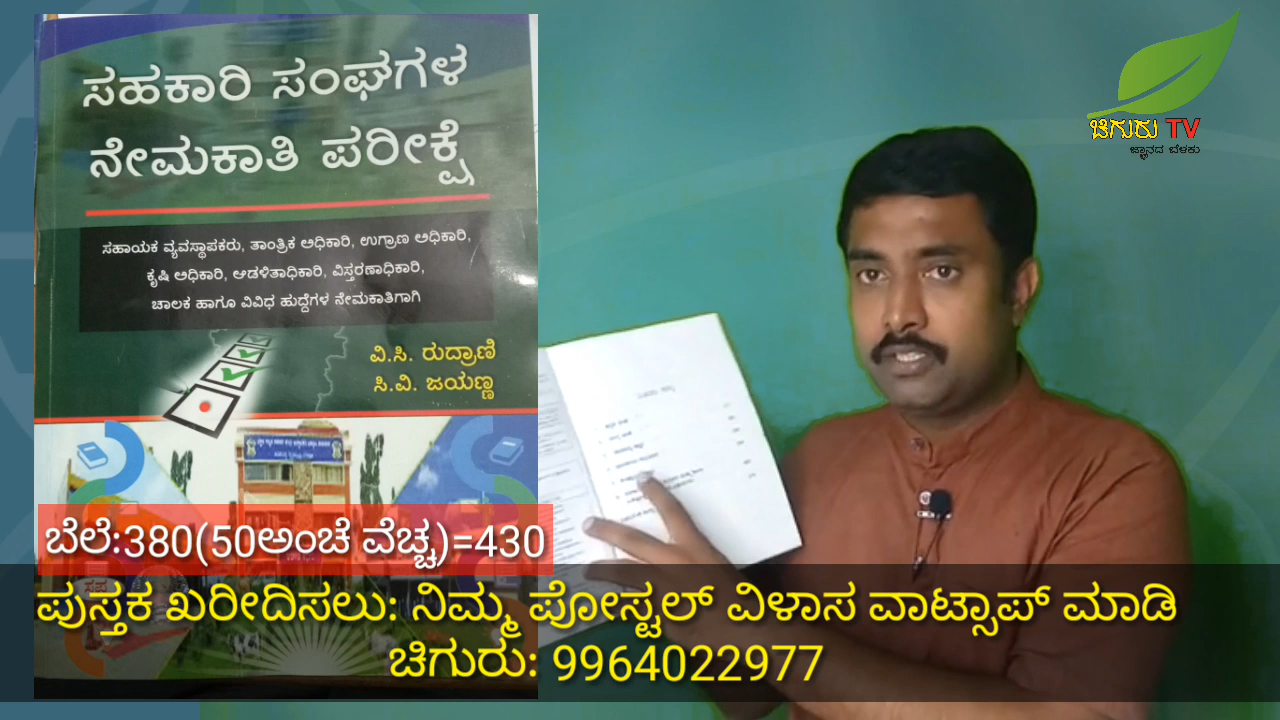 ಸಹಕಾರಿ ಸಂಘಗಳ
ನೇಮಕಾತಿ ಪರೀಕ್ಷೆ
ಸಹಾಯಕ ವ್ಯವಸ್ಥಾಪಕರು, ತಾಂತ್ರಿಕ ಅಧಿಕಾರಿ, ಉಗ್ರಾಣ ಅಧಿಕಾರಿ,
ಕೃಷಿ ಅಧಿಕಾರಿ, ಆಡಳಿತಾಧಿಕಾರಿ, ವಿಸ್ತರಣಾಧಿಕಾರಿ,
ಚಾಲಕ ಹಾಗೂ ವಿವಿಧ ಹುದ್ದೆಗಳ ನೇಮಕಾತಿಗಾಗಿ
ವಿ.ಸಿ. ರುದ್ರಾಣಿ
ಸಿ.ವಿ. ಜಯಣ್ಣ
ಚಿಗುರು TV
ಜ್ಞಾನದ ಬೆಳಕು
ಬೆಲೆ:380(50ಅಂಚೆ ವೆಚ್ಚ)=430
ಪುಸ್ತಕ ಖರೀದಿಸಲು: ನಿಮ್ಮ ಪೋಸ್ಟಲ್ ವಿಳಾಸ ವಾಟ್ಸಾಪ್ ಮಾಡಿ
ಚಿಗುರು: 9964022977